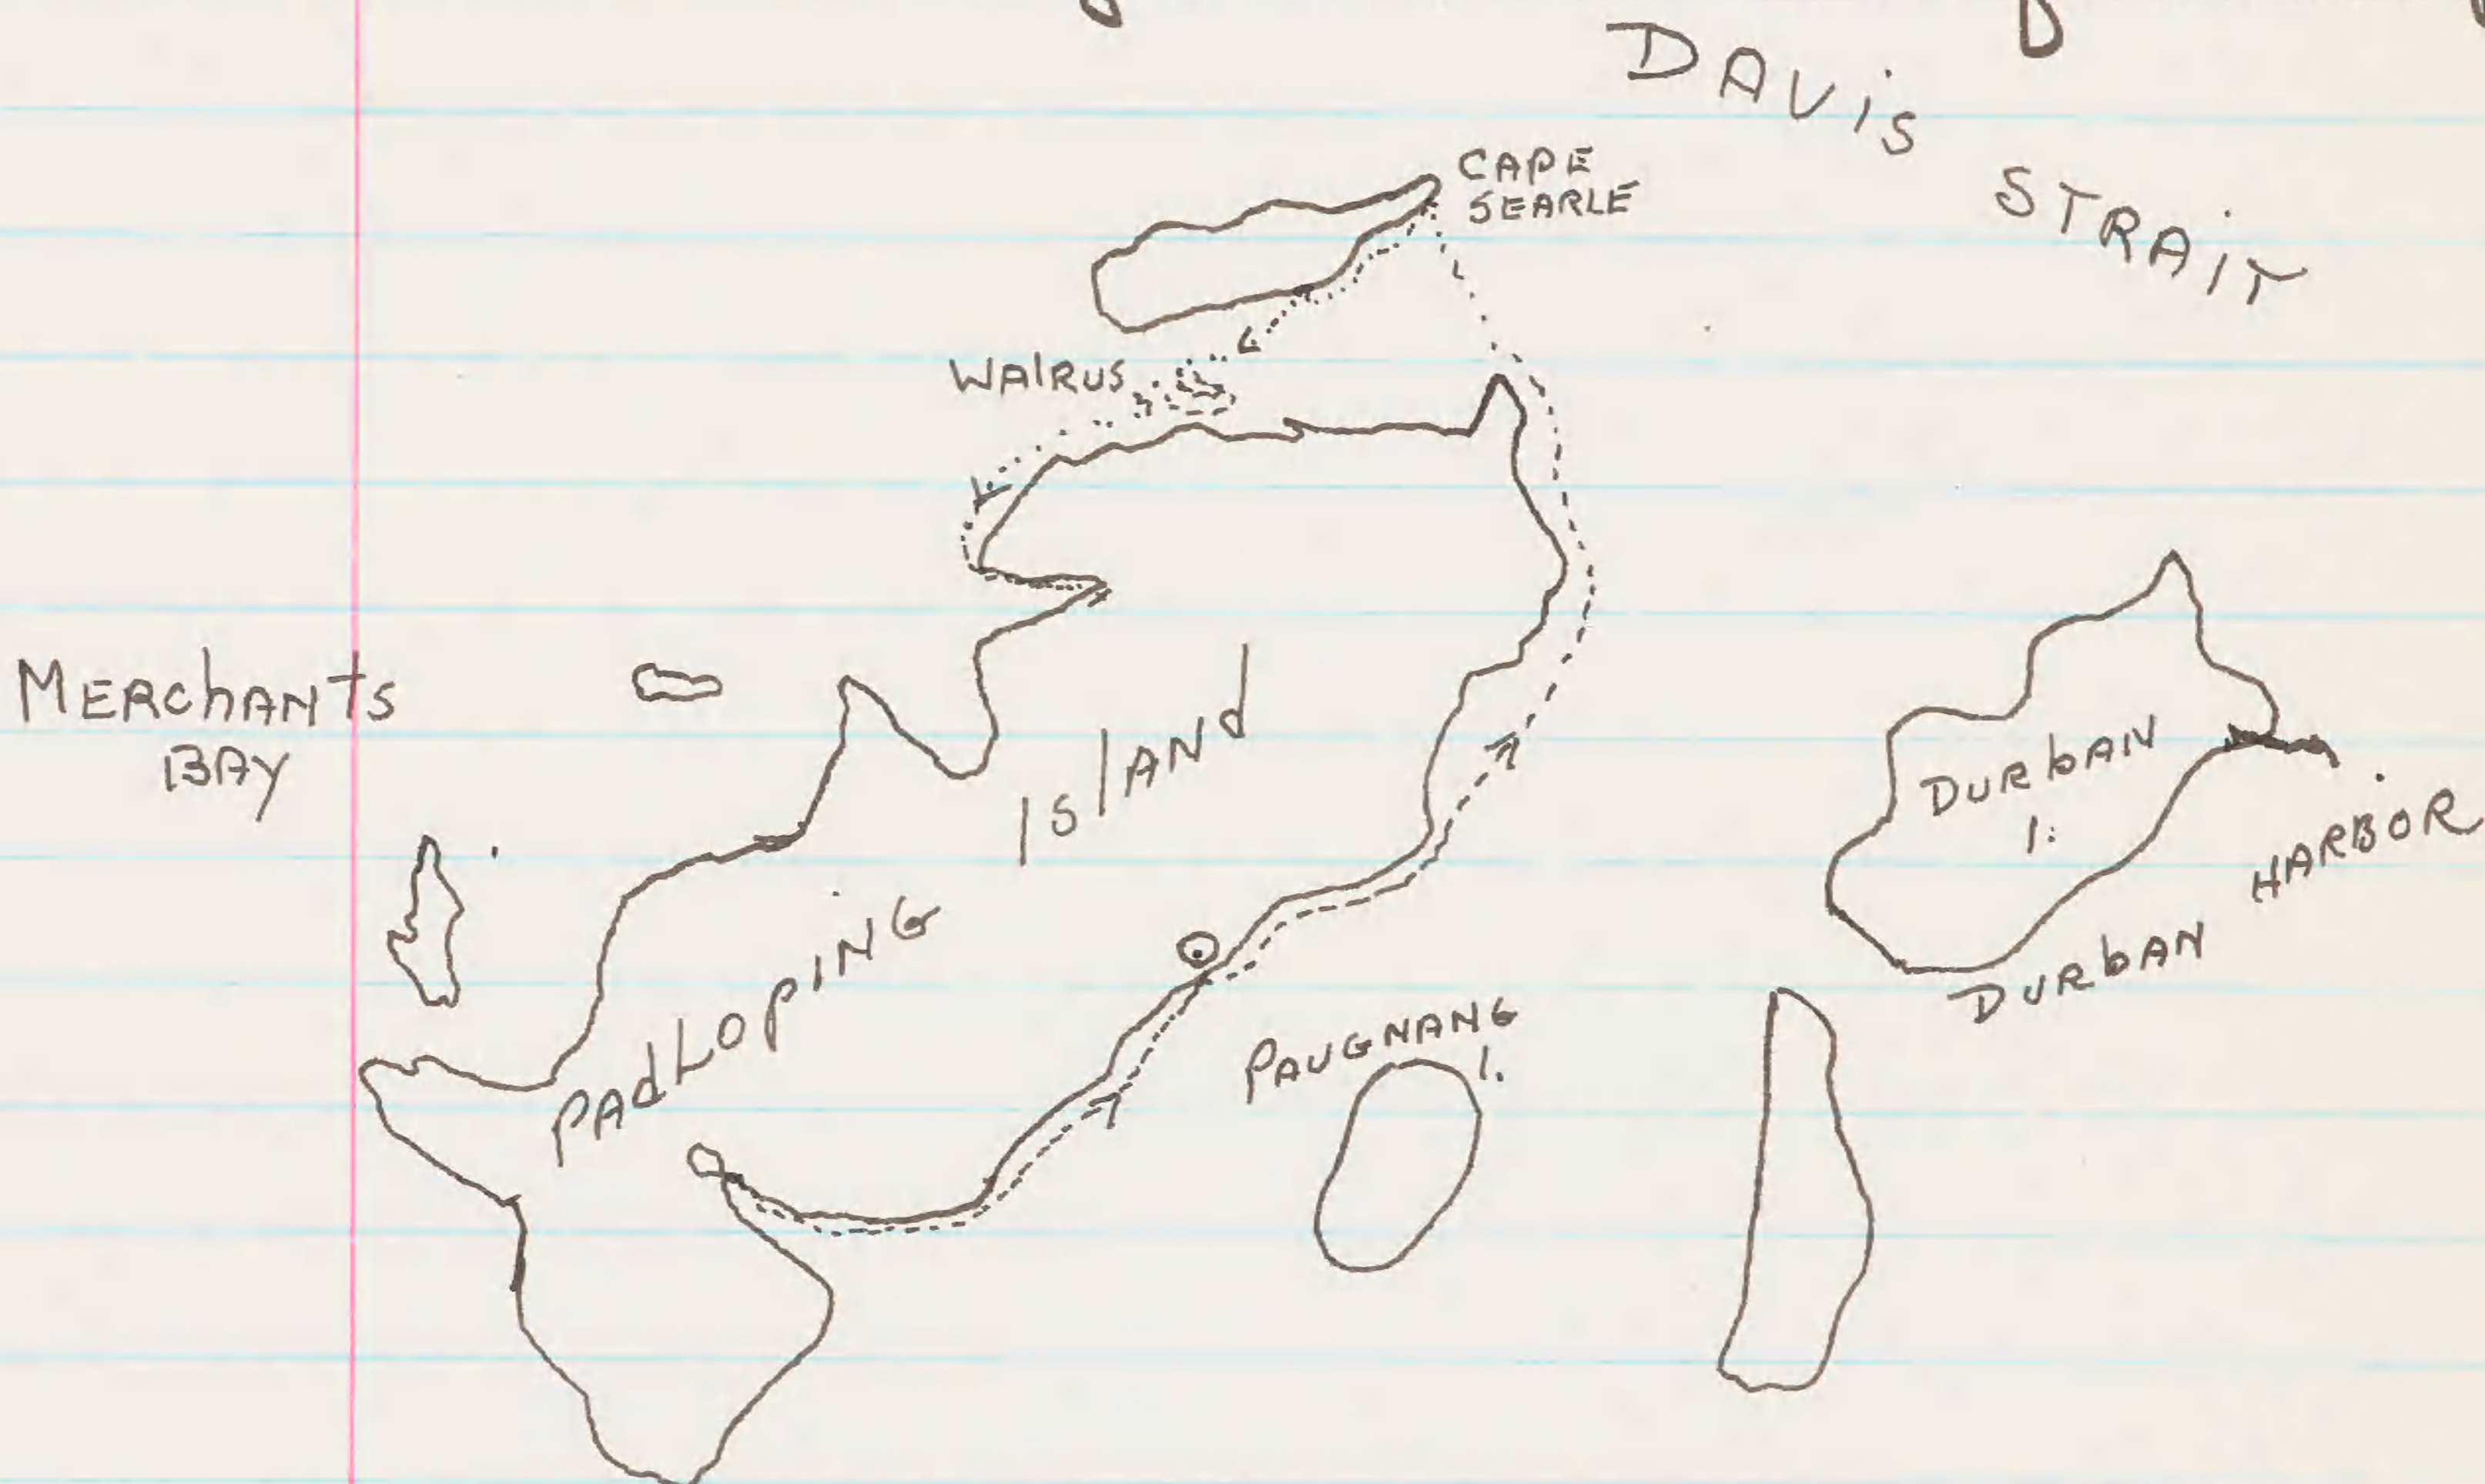 DAVis
STRAiT
CAPE
SEARLE
WAlRUS
MERChANTS
BAY
PAdLOPiNG
IslANd
DURbAN
I.
DURbAN HARBOR
PAUGNANG
I.